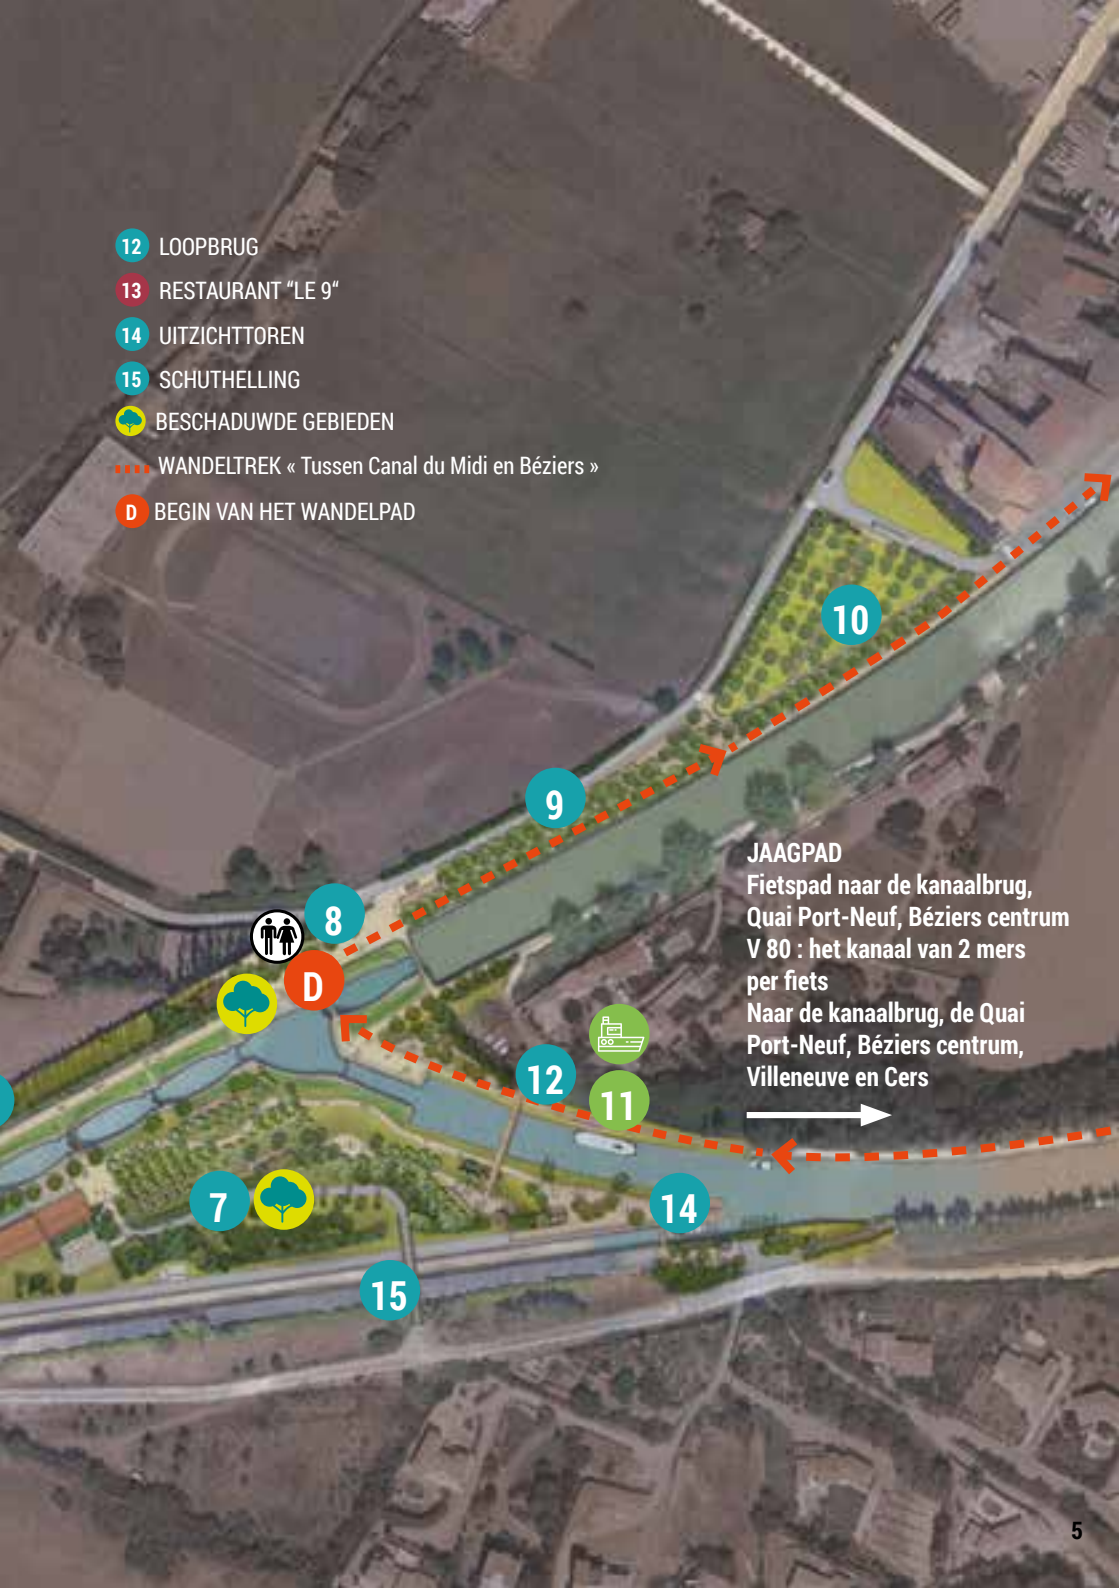 12 LOOPBRUG
13 RESTAURANT “LE 9“
14 UITZICHTTOREN
15 SCHUTHELLING
BESCHADUWDE GEBIEDEN
WANDELTREK « Tussen Canal du Midi en Béziers »
D BEGIN VAN HET WANDELPAD
10
9
8
D
JAAGPAD
Fietspad naar de kanaalbrug,
Quai Port-Neuf, Béziers centrum
V 80 : het kanaal van 2 mers
per fiets
Naar de kanaalbrug, de Quai
Port-Neuf, Béziers centrum,
Villeneuve en Cers
12
11
7
14
15
5